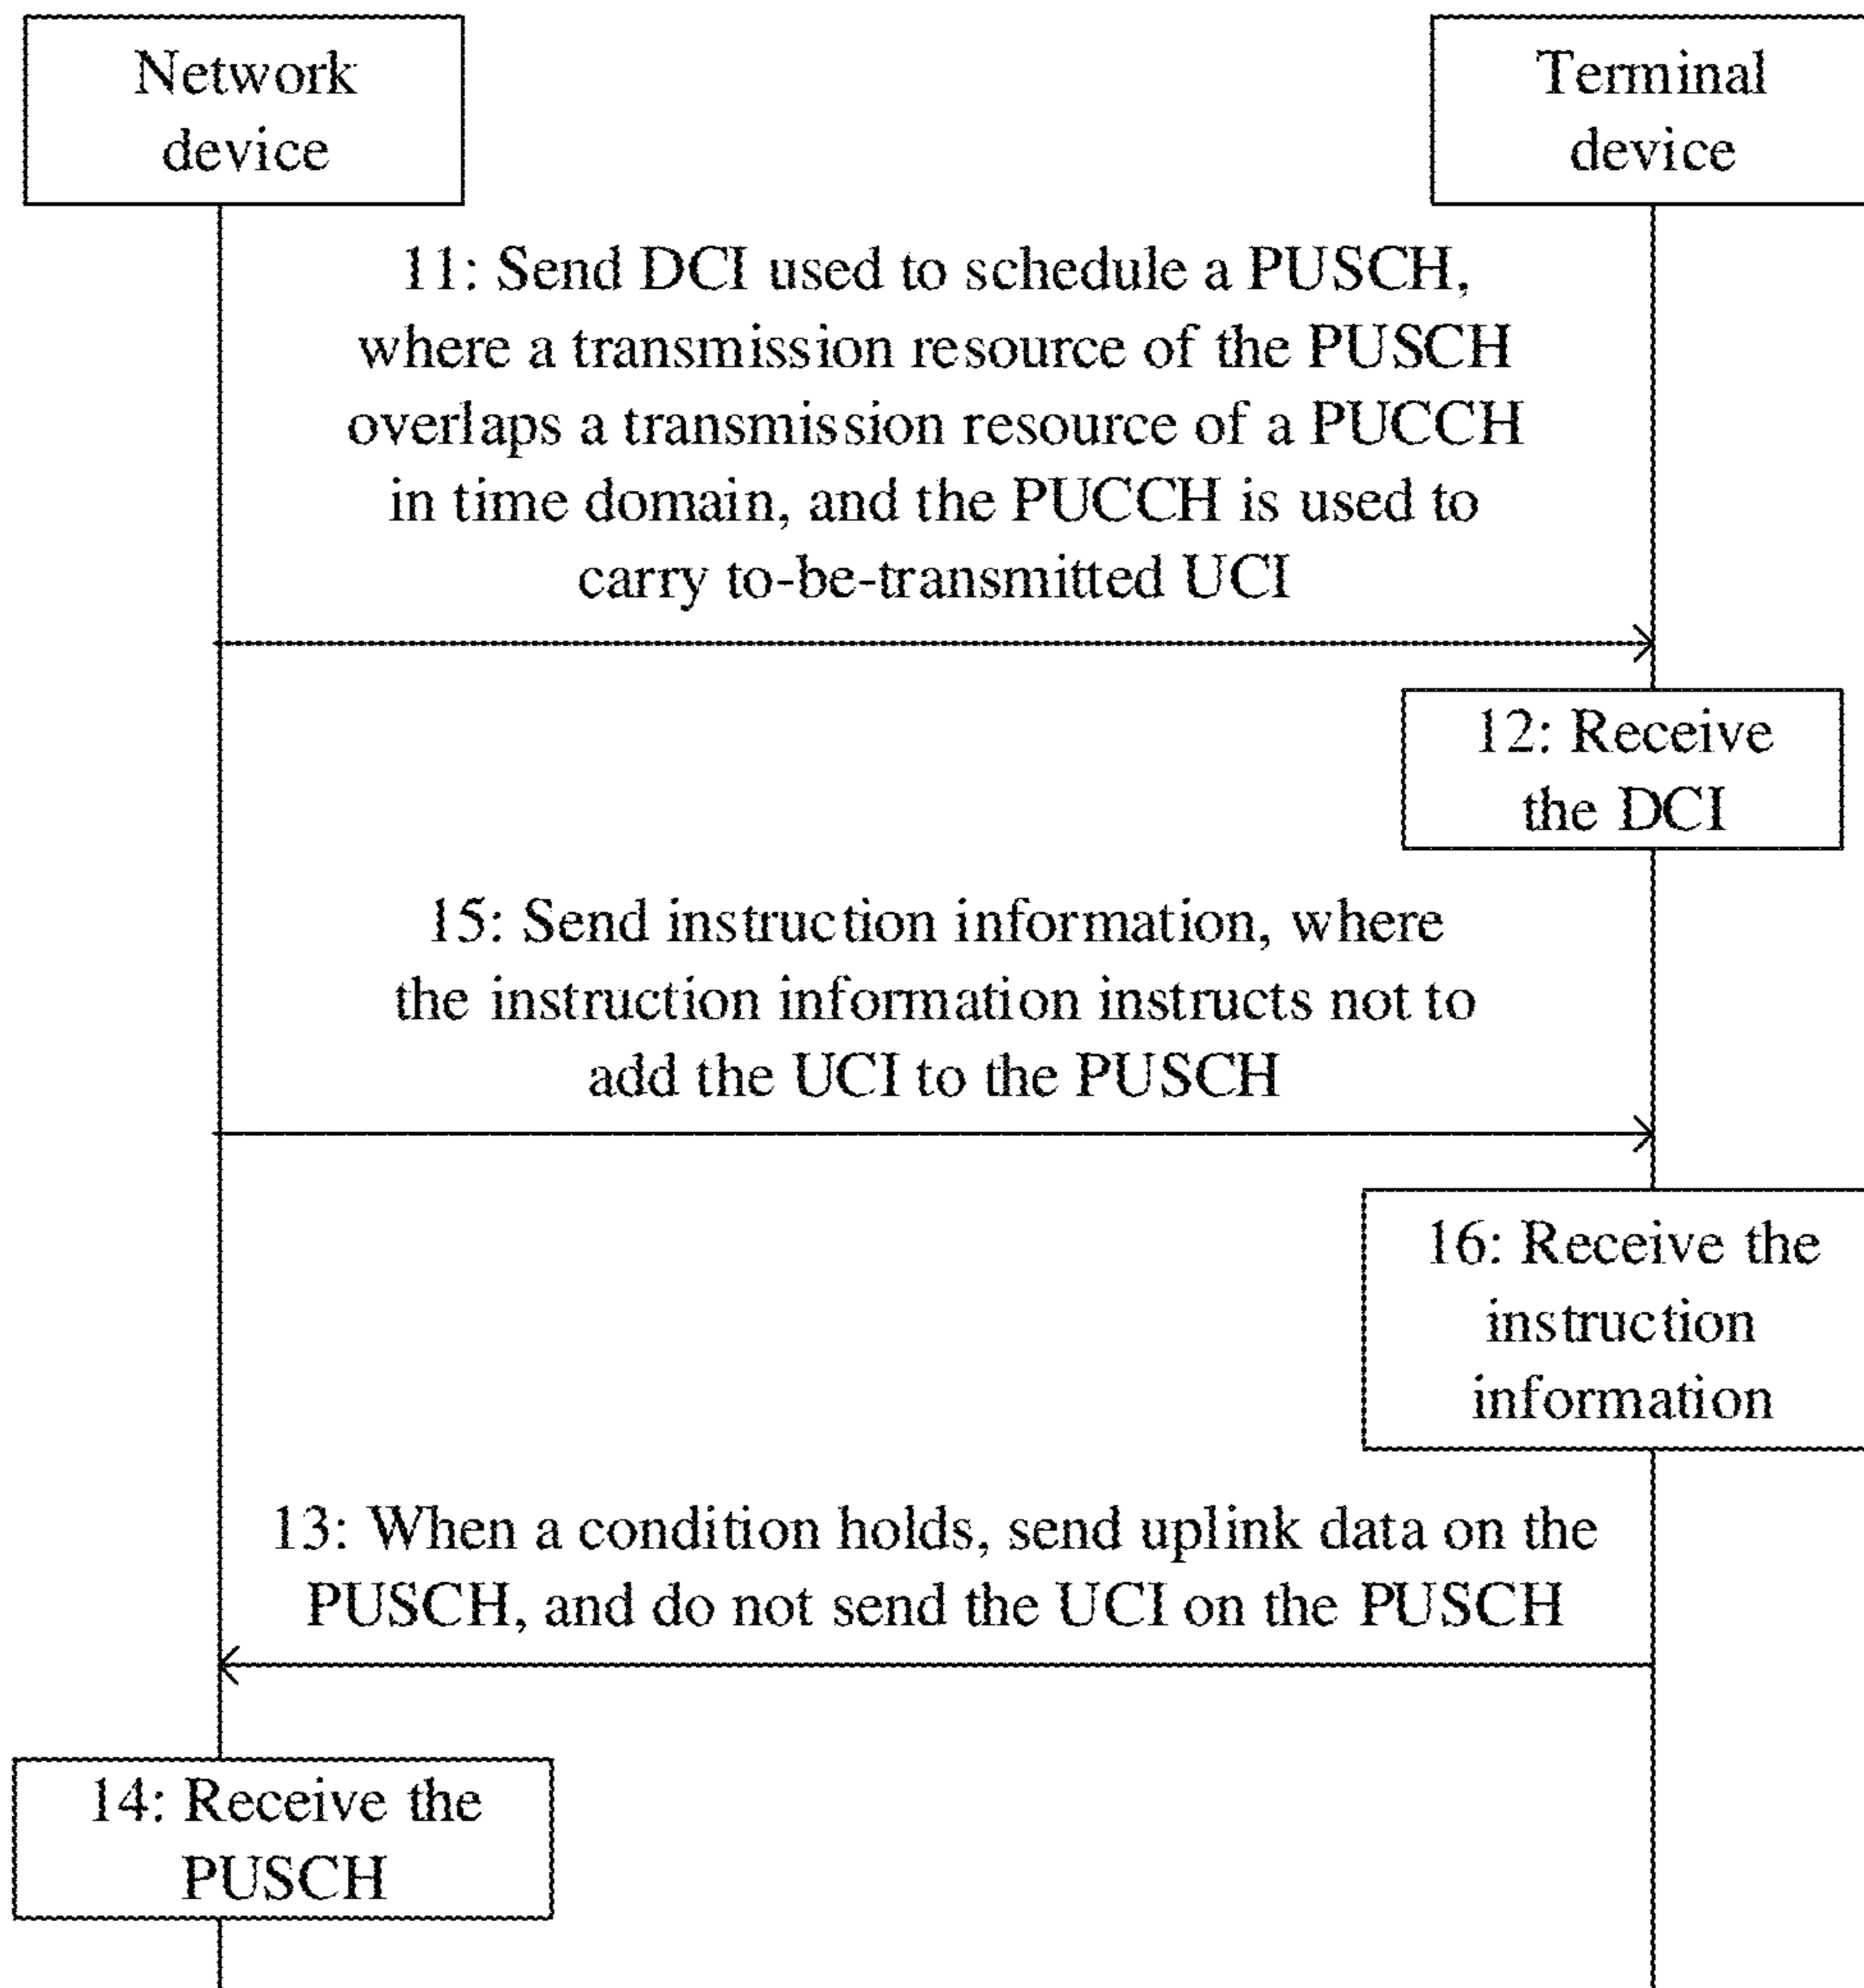 Network
device
Terminal
device
11: Send DCI used to schedule a PUSCH,
where a transmission resource of the PUSCH
overlaps a transmission resource of a PUCCH
in time domain, and the PUCCH is used to
carry to-be-transmitted UCI
12: Receive
the DCI
15: Send instruction information, where
the instruction information instructs not to
add the UCI to the PUSCH
16: Receive the
instruction
information
13: When a condition holds, send uplink data on the
PUSCH, and do not send the UCI on the PUSCH
14: Receive the
PUSCH